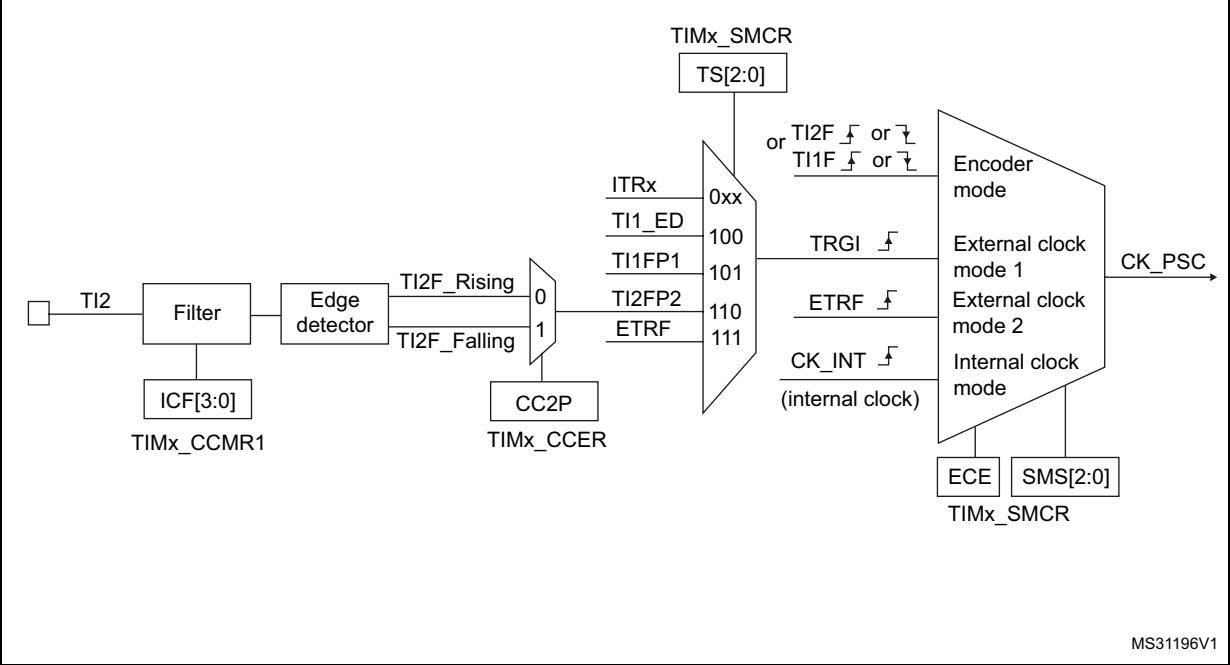 TIMx_SMCR
TS[2:0]
or TI2F or
TI1F or
Encoder
mode
ITRx
0xx
TI1_ED
100
TRGI
External clock
mode 1
TI1FP1
101
CK_PSC
TI2F_Rising
0
TI2FP2
110
ETRF
External clock
mode 2
TI2
Filter
Edge
detector
TI2F_Falling
1
ETRF
111
CK_INT
(internal clock)
Internal clock
mode
ICF[3:0]
TIMx_CCMR1
CC2P
TIMx_CCER
ECE
SMS[2:0]
TIMx_SMCR
MS31196V1